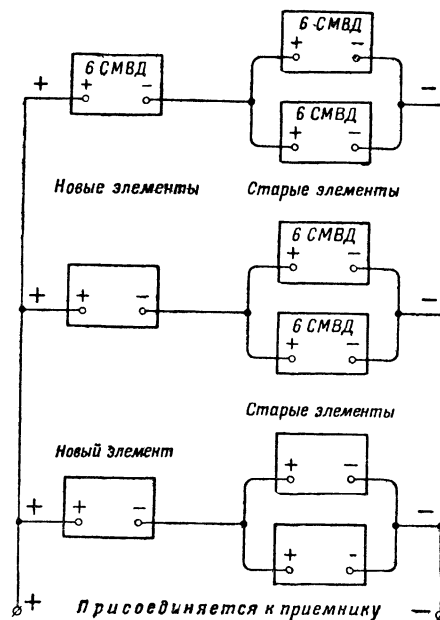 6-СМВД
+ -
+ 6 СМВД -
+ -
6 СМВД
+ -
Новые элементы Старые элементы
6 СМВД
+ -
+ + - -
6 СМВД
+ -
Старые элементы
Новый Элемент
+ -
+ + - -
+ -
+ Присоединяется к приемнику -